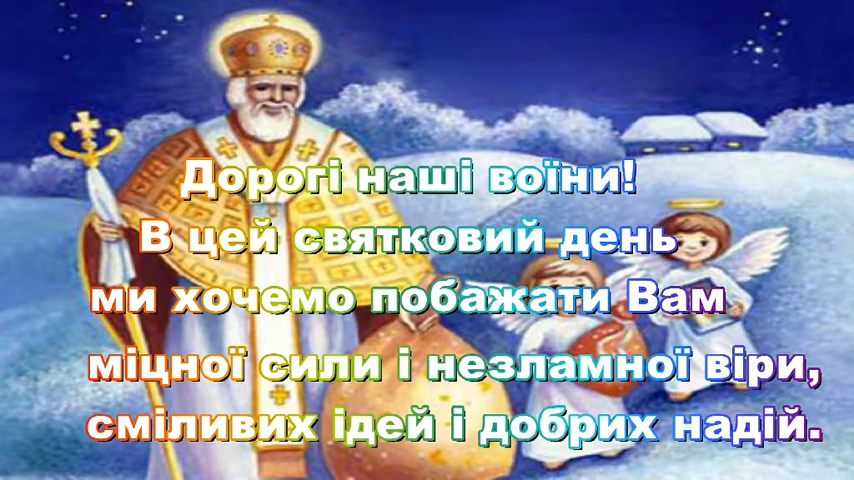 Дорогі наші воїни!
В цей святковий день
ми хочемо побажати Вам
міцної сили і незламної віри,
сміливих ідей і добрих надій.